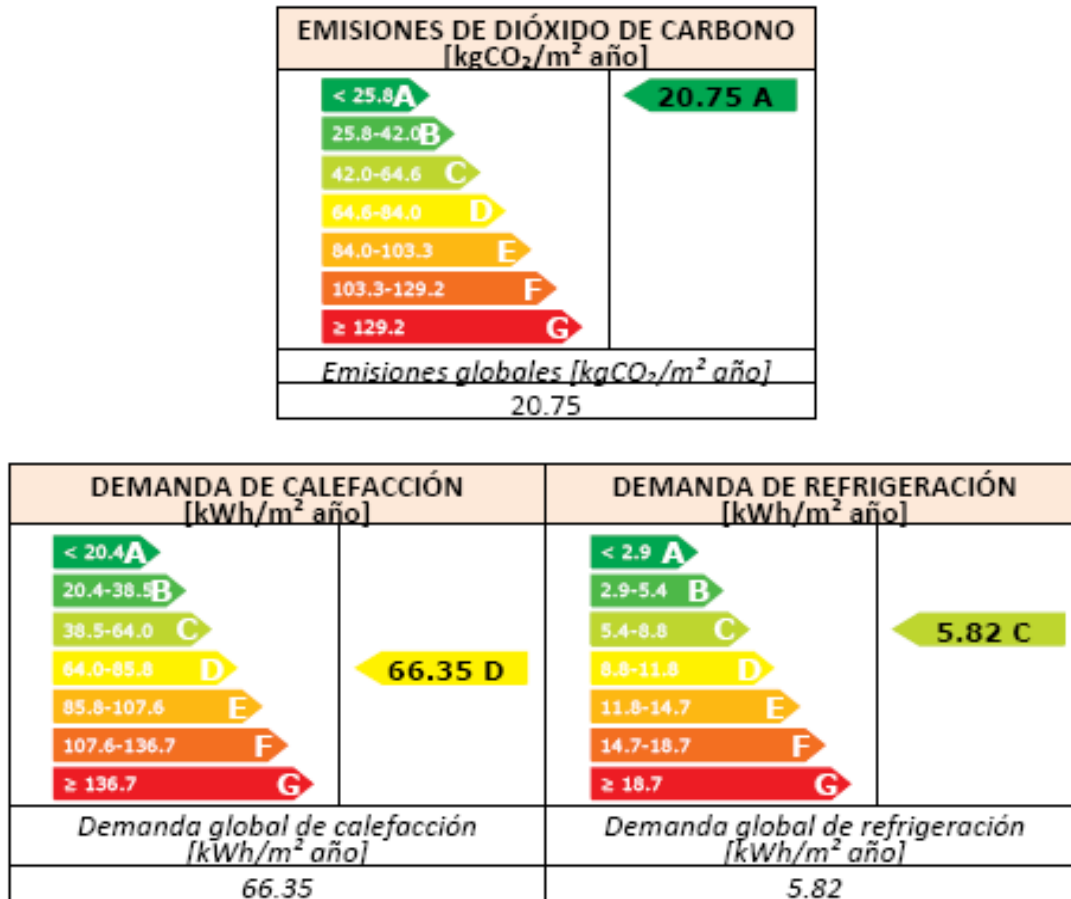 EMISIONES DE DIÓXIDO DE CARBONO
[kgCO₂/m² año]
< 25.8 A
20.75 A
25.8-42.0 B
42.0-64.6 C
64.6-84.0 D
84.0-103.3 E
103.3-129.2 F
≥ 129.2 G
Emisiones globales [kgCO₂/m² año]
20.75
DEMANDA DE CALEFACCIÓN
[kWh/m² año]
< 20.4 A
20.4-38.5 B
38.5-64.0 C
64.0-85.8 D
66.35 D
85.8-107.6 E
107.6-136.7 F
≥ 136.7 G
Demanda global de calefacción
[kWh/m² año]
66.35
DEMANDA DE REFRIGERACIÓN
[kWh/m² año]
< 2.9 A
2.9-5.4 B
5.4-8.8 C
5.82 C
8.8-11.8 D
11.8-14.7 E
14.7-18.7 F
≥ 18.7 G
Demanda global de refrigeración
[kWh/m² año]
5.82